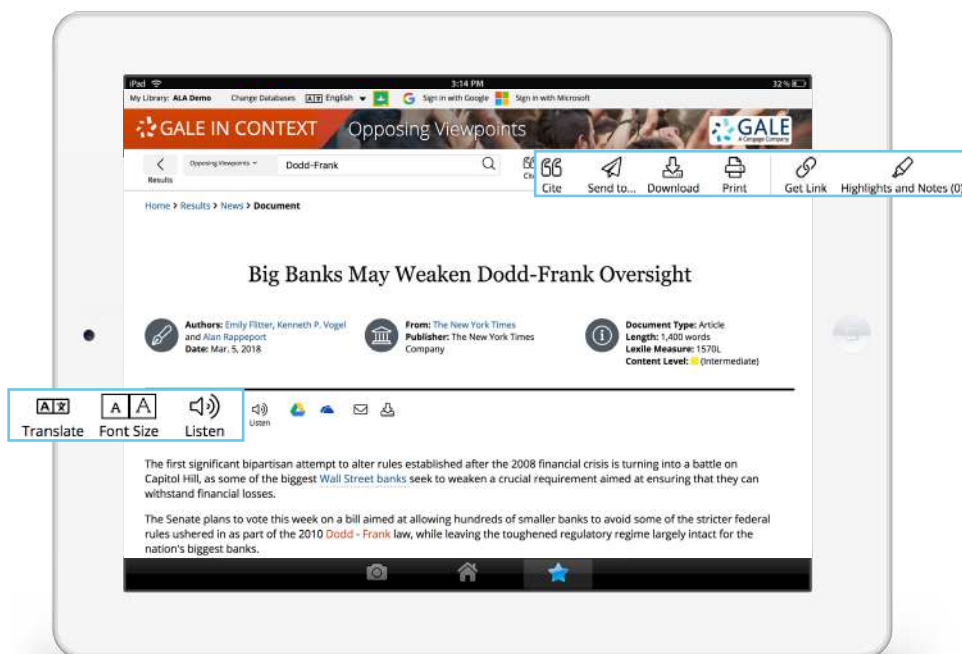 iPad 3:14 PM 32%
My Library: ALA Demo Change Databases English Sign in with Google Sign in with Microsoft
GALE IN CONTEXT Opposing Viewpoints GALE
A Cengage Company
Results Opposing Viewpoints Dodd-Frank
Cite Send to... Download Print Get Link Highlights and Notes (0)
Home > Results > News > Document
Big Banks May Weaken Dodd-Frank Oversight
Authors: Emily Flitter, Kenneth P. Vogel
and Alan Rappeport
Date: Mar. 5, 2018
From: The New York Times
Publisher: The New York Times
Company
Document Type: Article
Length: 1,400 words
Lexile Measure: 1570L
Content Level: (Intermediate)
Translate Font Size Listen
Listen
The first significant bipartisan attempt to alter rules established after the 2008 financial crisis is turning into a battle on
Capitol Hill, as some of the biggest Wall Street banks seek to weaken a crucial requirement aimed at ensuring that they can
withstand financial losses.
The Senate plans to vote this week on a bill aimed at allowing hundreds of smaller banks to avoid some of the stricter federal
rules ushered in as part of the 2010 Dodd - Frank law, while leaving the toughened regulatory regime largely intact for the
nation's biggest banks.